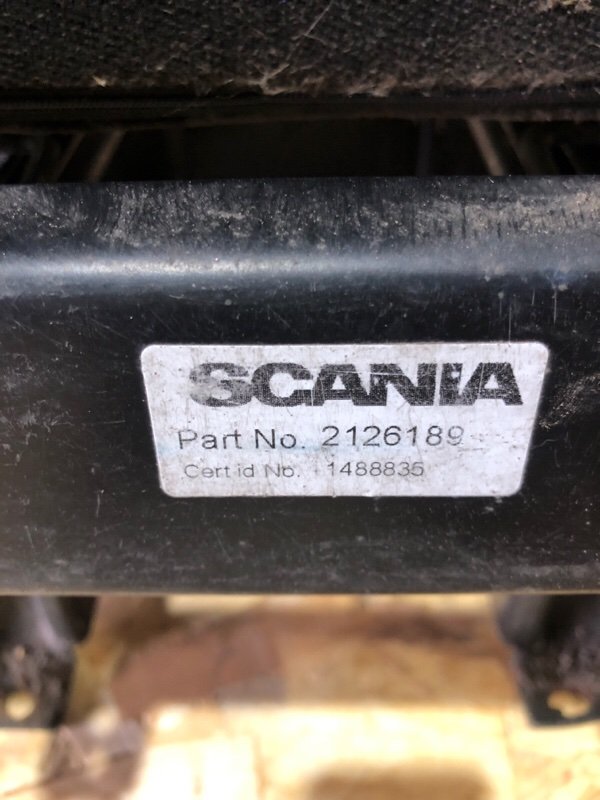 SCANIA
Part No. 2126189
Cert id No. 1488835